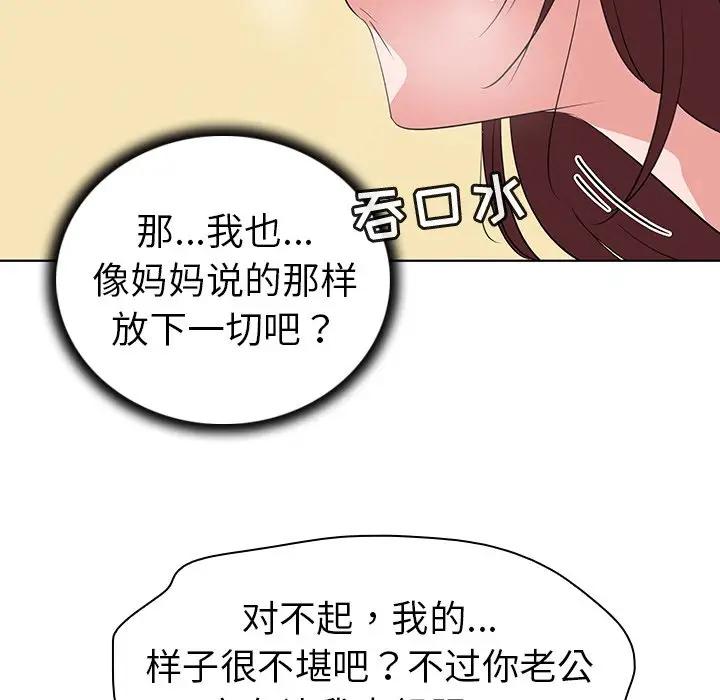 吞口水
那...我也...
像妈妈说的那样
放下一切吧？
对不起，我的...
样子很不堪吧？不过你老公